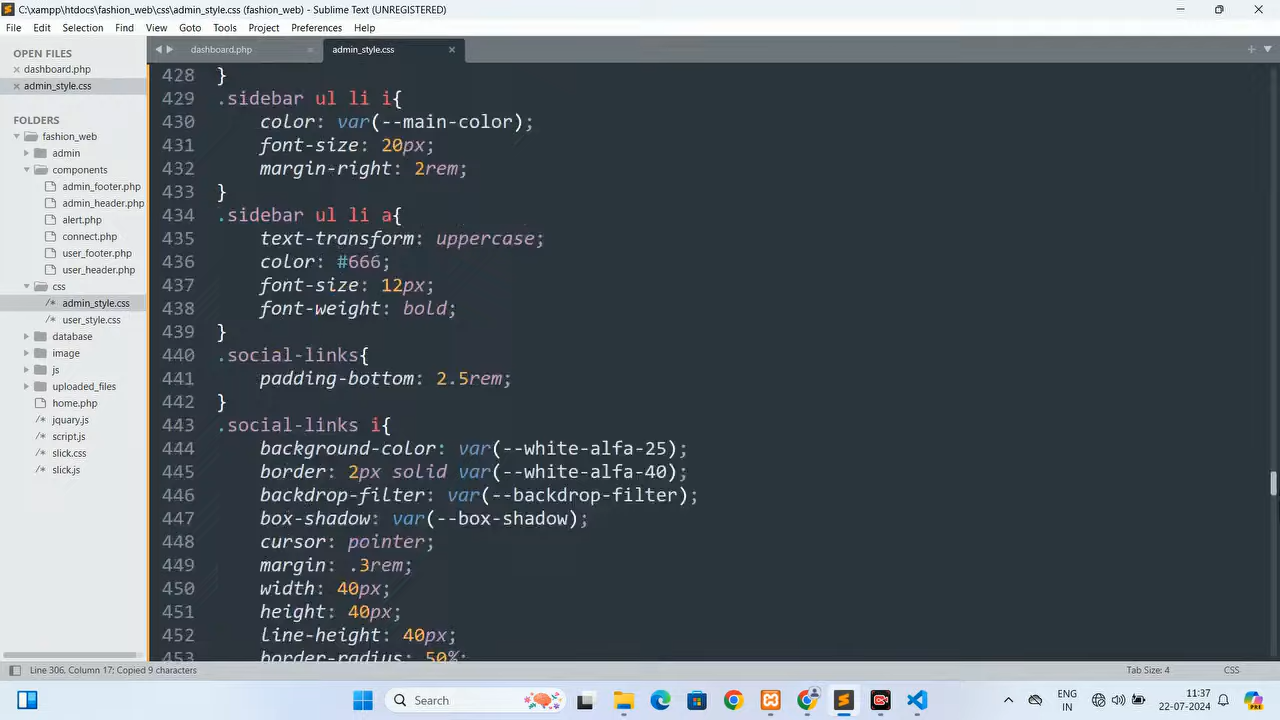 C:\xampp\htdocs\fashion_web\css\admin_style.css (fashion_web) - Sublime Text (UNREGISTERED)
File Edit Selection Find View Goto Tools Project Preferences Help
OPEN FILES
dashboard.php
admin_style.css
FOLDERS
fashion_web
admin
components
admin_footer.php
admin_header.php
alert.php
connect.php
user_footer.php
user_header.php
css
/* admin_style.css
/* user_style.css
database
image
js
uploaded_files
home.php
/* jquary.js
/* script.js
/* slick.css
/* slick.js
dashboard.php
admin_style.css
428 }
429 .sidebar ul li i{
430 color: var(--main-color);
431 font-size: 20px;
432 margin-right: 2rem;
433 }
434 .sidebar ul li a{
435 text-transform: uppercase;
436 color: #666;
437 font-size: 12px;
438 font-weight: bold;
439 }
440 .social-links{
441 padding-bottom: 2.5rem;
442 }
443 .social-links i{
444 background-color: var(--white-alfa-25);
445 border: 2px solid var(--white-alfa-40);
446 backdrop-filter: var(--backdrop-filter);
447 box-shadow: var(--box-shadow);
448 cursor: pointer;
449 margin: .3rem;
450 width: 40px;
451 height: 40px;
452 line-height: 40px;
453 border-radius: 50%;
Line 306, Column 17; Copied 9 characters
Tab Size: 4
CSS
Search
ENG
IN
11:37
22-07-2024